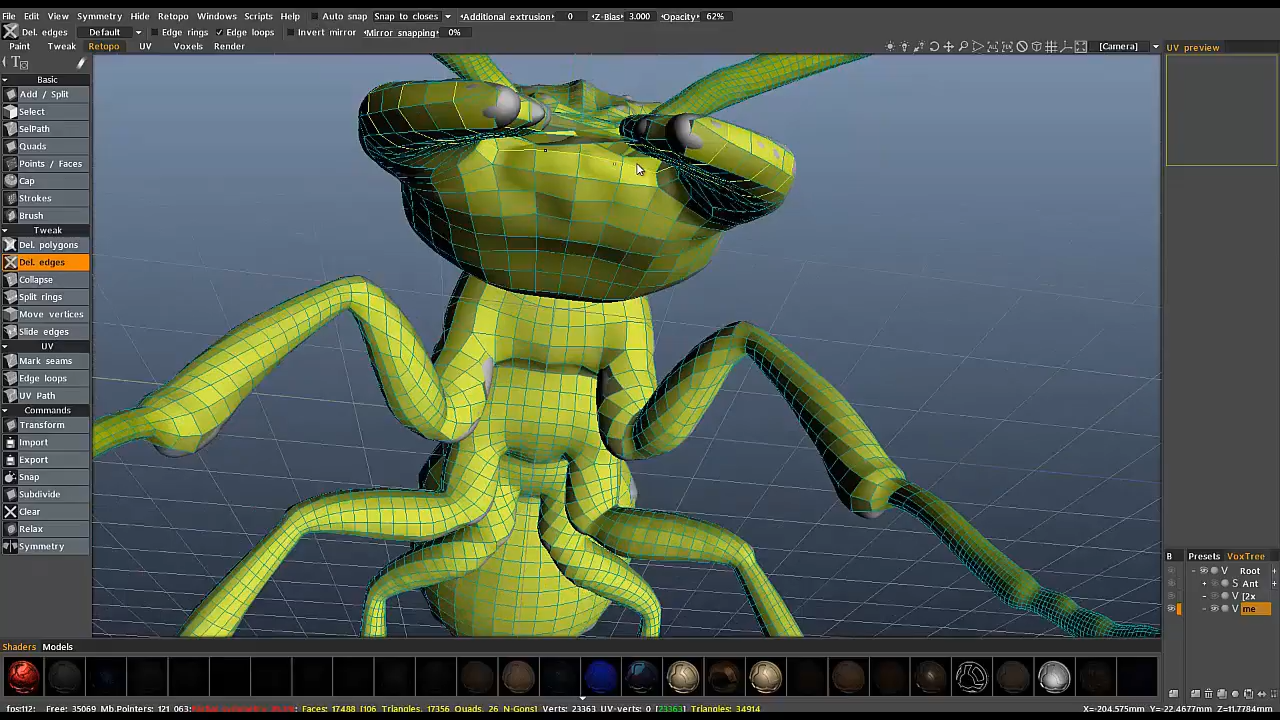 File Edit View Symmetry Hide Retopo Windows Scripts Help Auto snap Snap to closes Additional extrusion 0 Z-Bias 3.000 Opacity 62%
Del. edges Default Edge rings Edge loops Invert mirror Mirror snapping 0%
Paint Tweak Retopo UV Voxels Render [Camera] UV preview
Basic
Add / Split
Select
SelPath
Quads
Points / Faces
Cap
Strokes
Brush
Tweak
Del. polygons
Del. edges
Collapse
Split rings
Move vertices
Slide edges
UV
Mark seams
Edge loops
UV Path
Commands
Transform
Import
Export
Snap
Subdivide
Clear
Relax
Symmetry
B Presets VoxTree
V Root
S Ant
V [2x
V me
Shaders Models
fps112; Free: 35069 Mb Pointers: 121 063; Faces: 17488 [106 Triangles, 17356 Quads, 26 N-Gons] Verts: 23363 UV-verts: 0 [23363] Triangles: 34914 X=-204.575mm Y=22.4677mm Z=11.7784mm